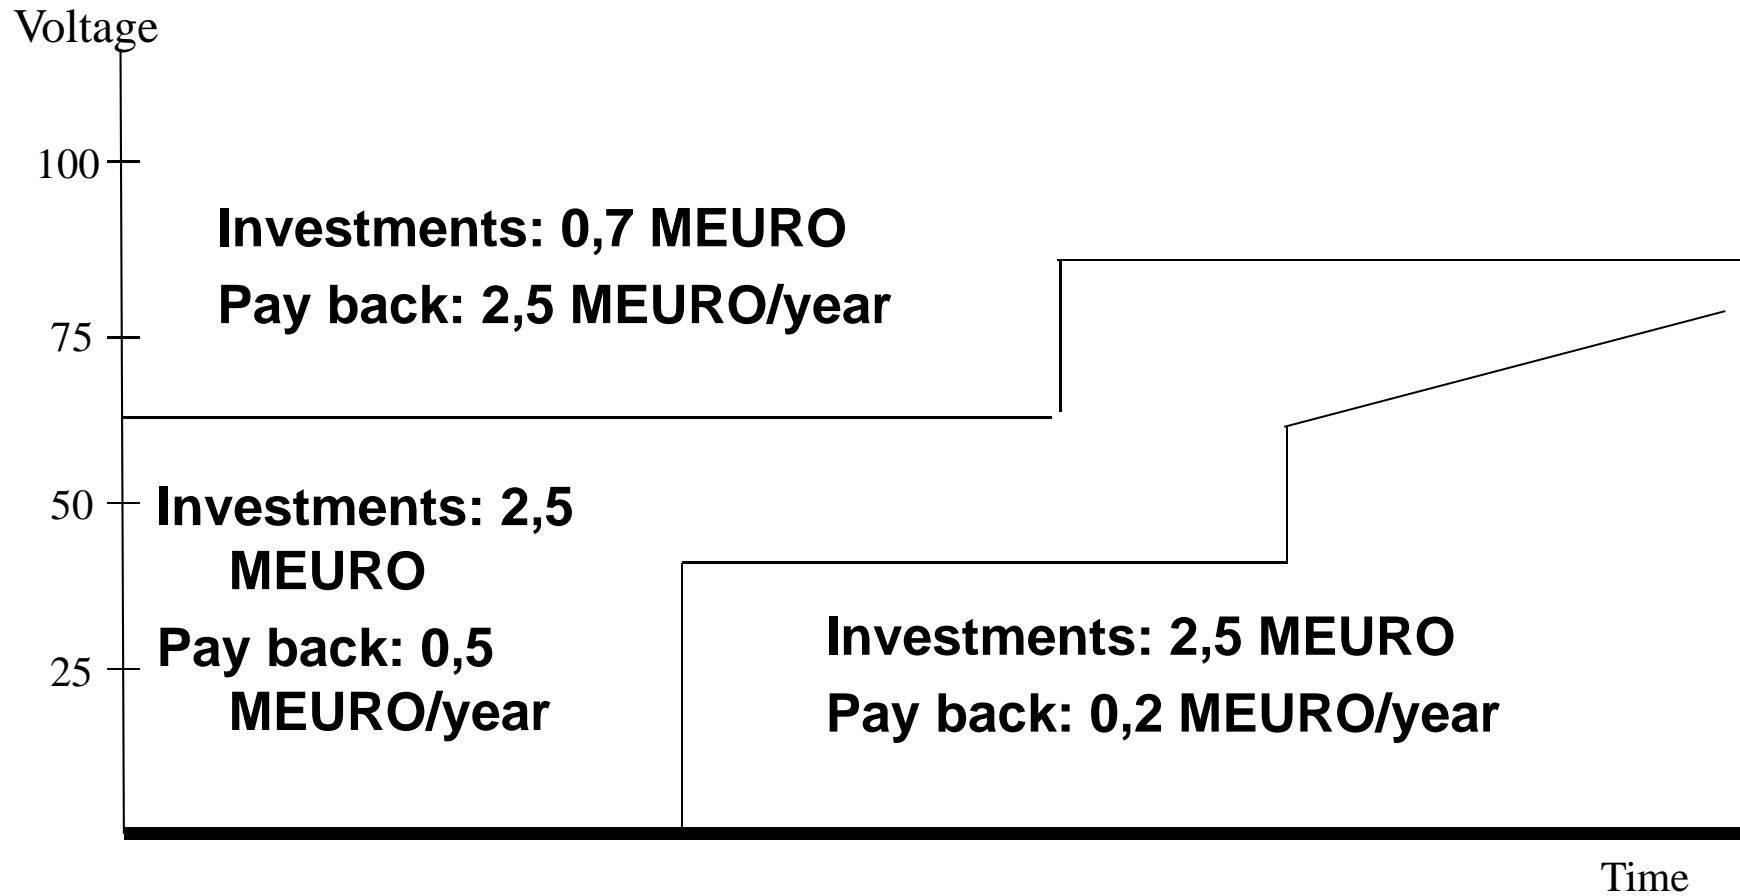 Voltage
100
Investments: 0,7 MEURO
Pay back: 2,5 MEURO/year
75
50
Investments: 2,5
MEURO
Pay back: 0,5
MEURO/year
25
Investments: 2,5 MEURO
Pay back: 0,2 MEURO/year
Time